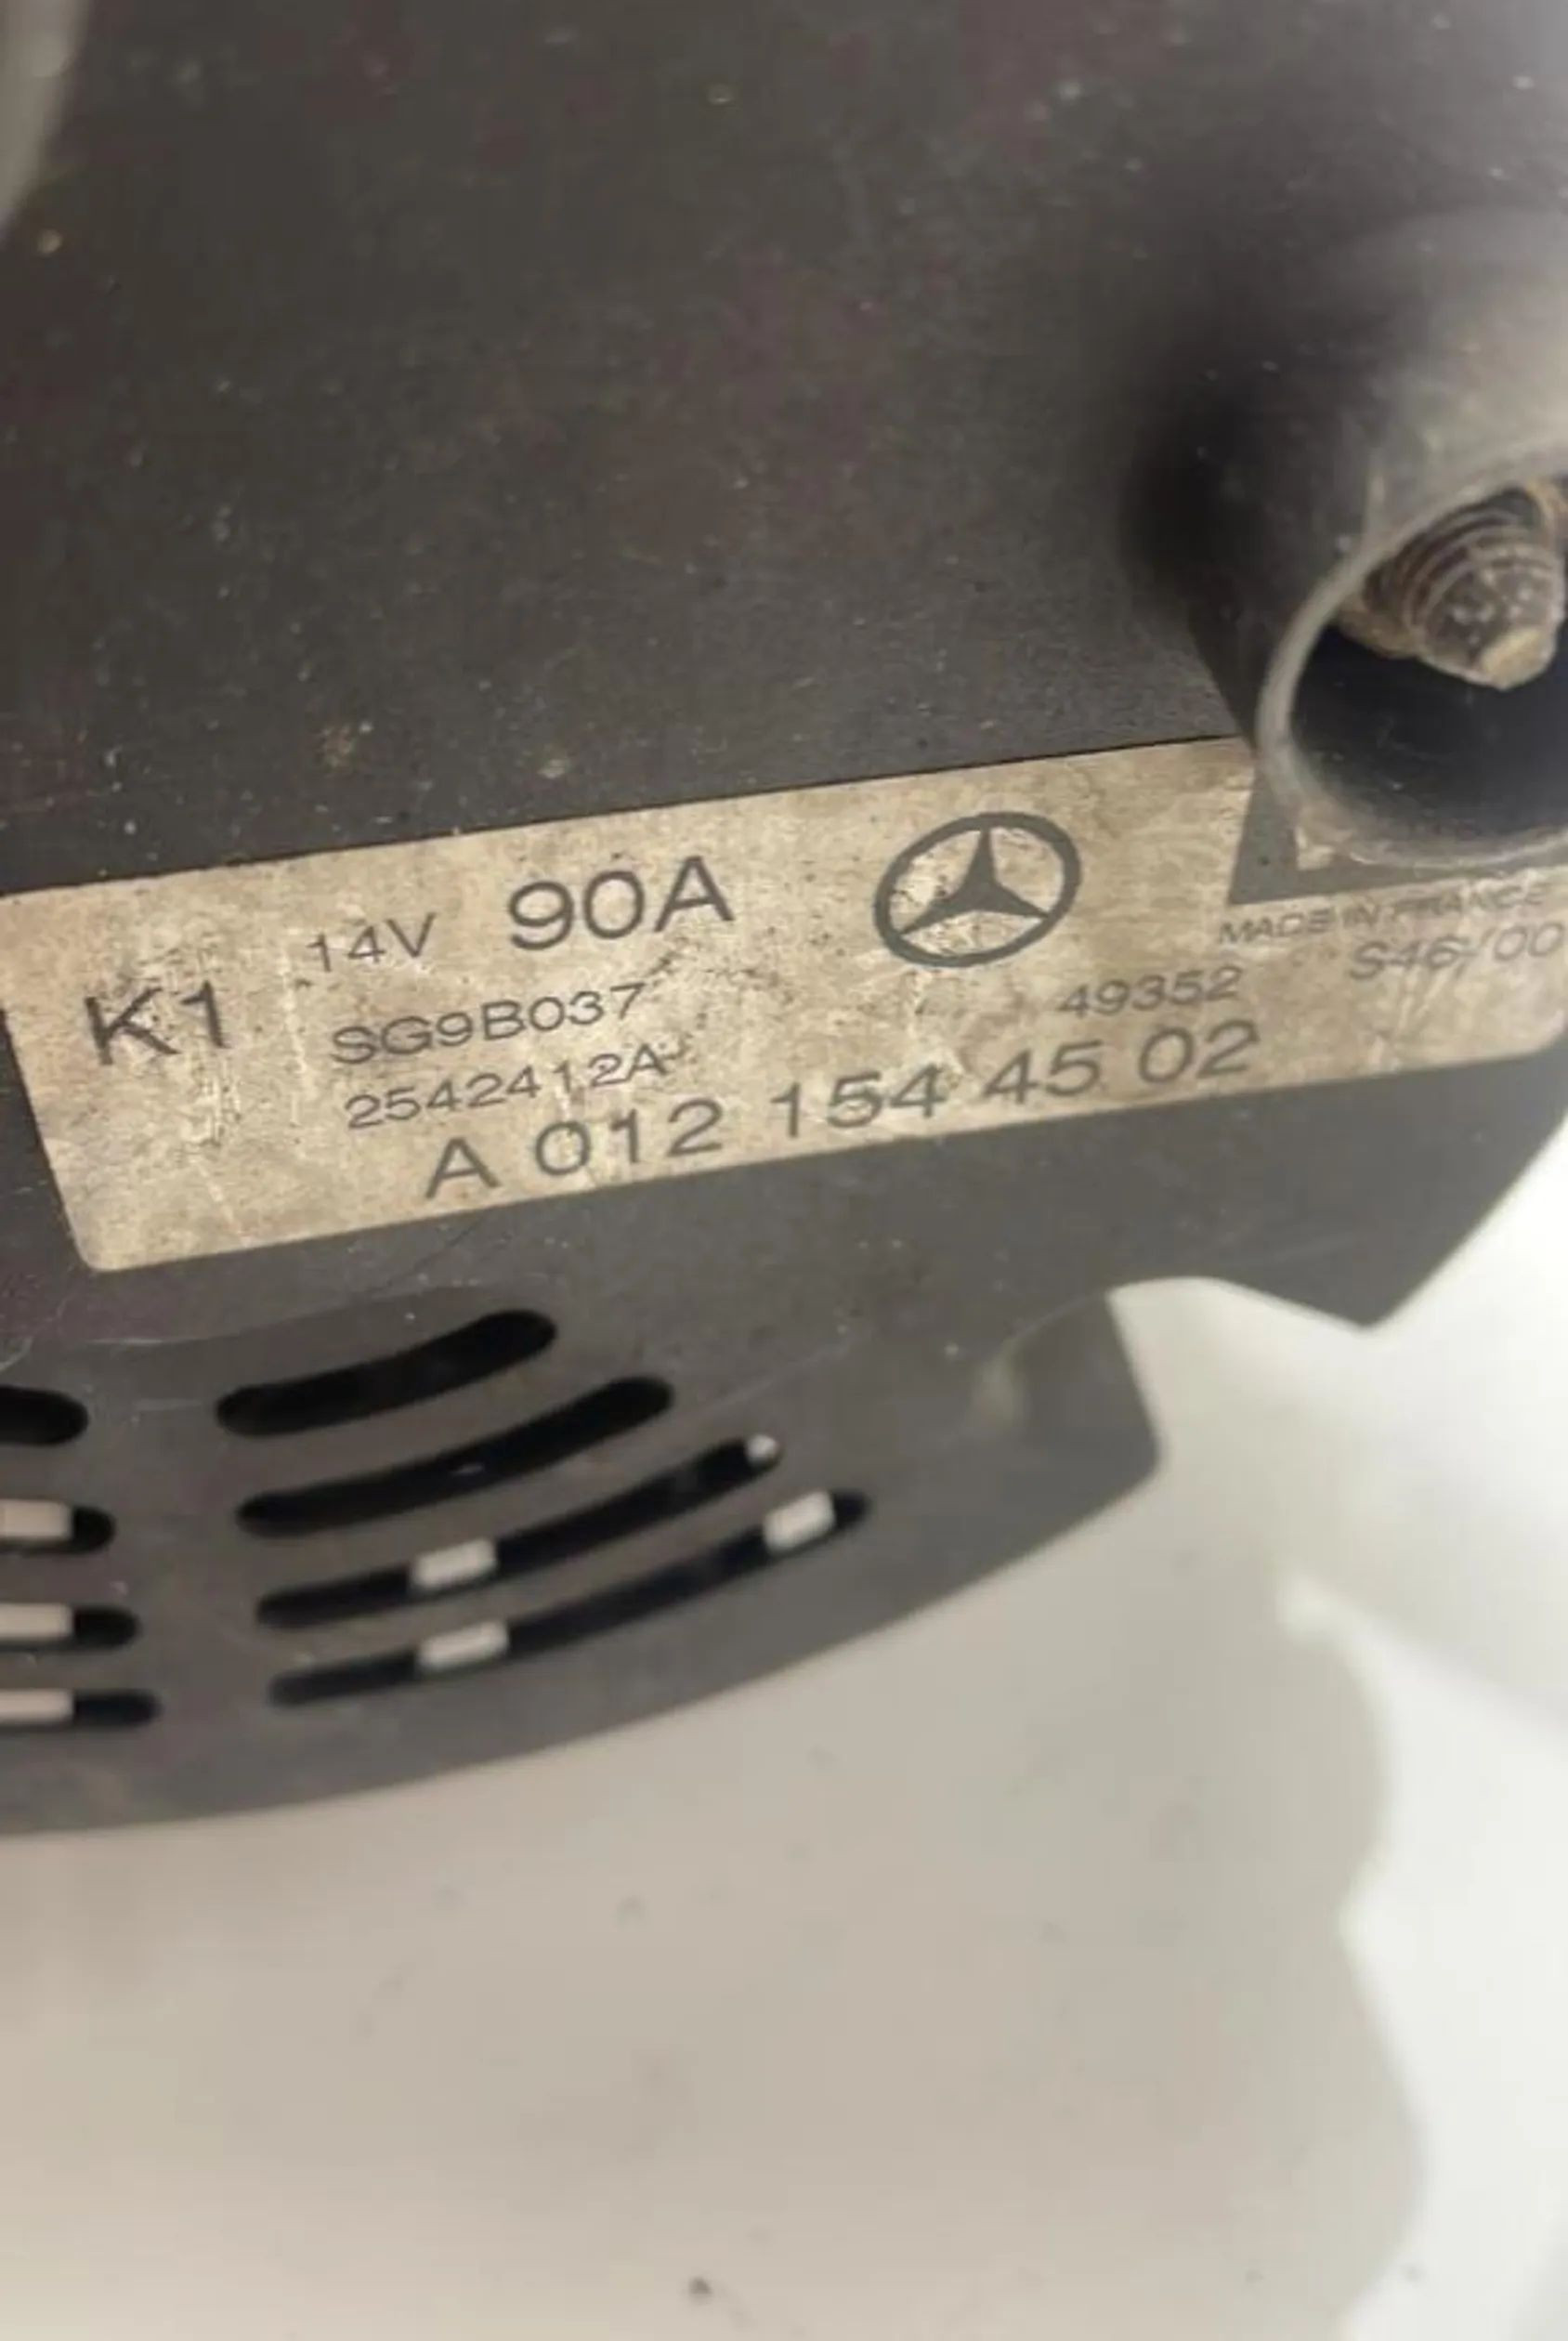 K1
14V 90A
SG9B037
2542412A
A 012 154 45 02
49352
MADE IN FRANCE
S46/00